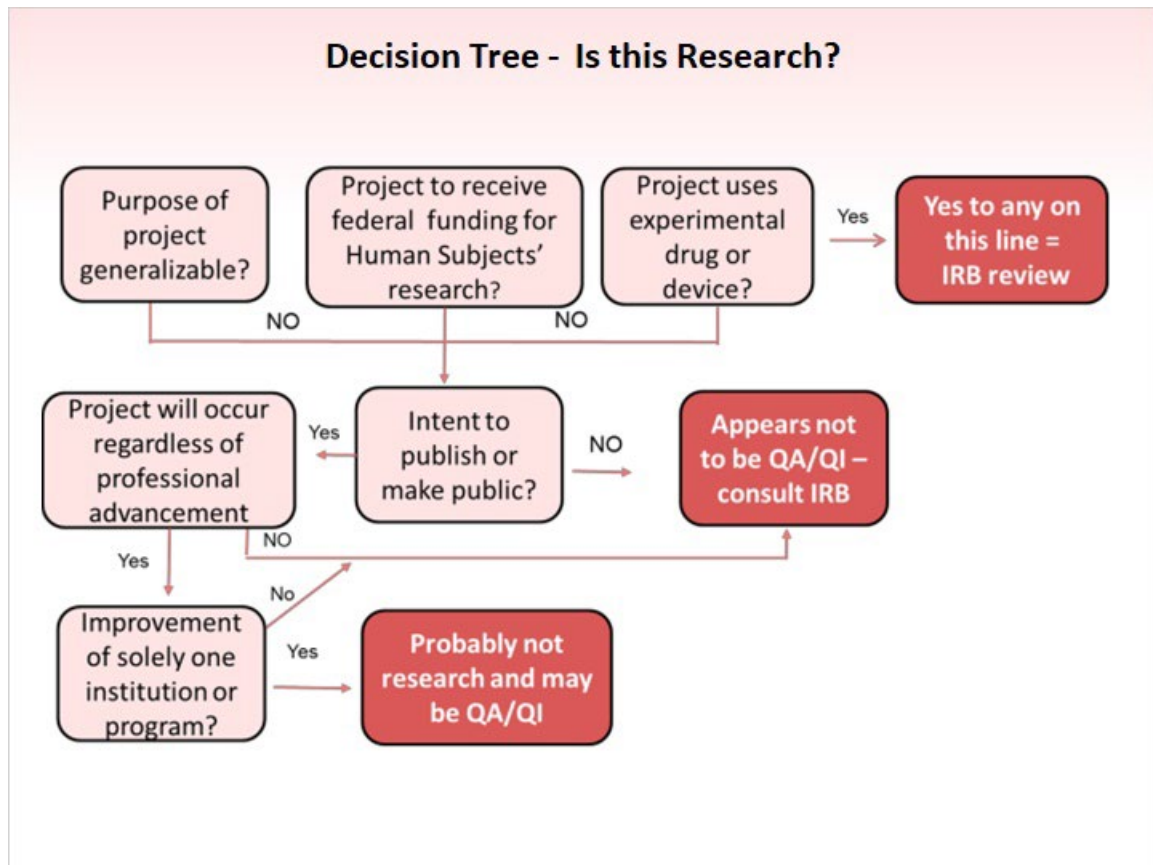 Decision Tree -  Is this Research?
Purpose of
project
generalizable?
Project to receive
federal  funding for
Human Subjects’
research?
Project uses
experimental
drug or
device?
Yes
Yes to any on
this line =
IRB review
NO
NO
Project will occur
regardless of
professional
advancement
Yes
Intent to
publish or
make public?
NO
Appears not
to be QA/QI –
consult IRB
Yes
NO
No
Improvement
of solely one
institution or
program?
Yes
Probably not
research and may
be QA/QI